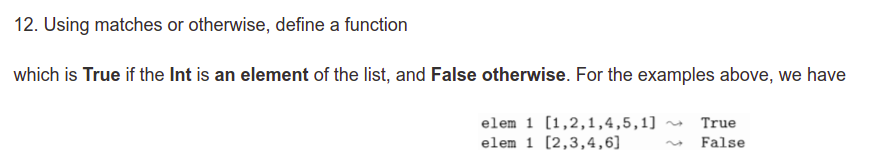 12. Using matches or otherwise, define a function
which is True if the Int is an element of the list, and False otherwise. For the examples above, we have
elem 1 [1,2,1,4,5,1] ⤳ True
elem 1 [2,3,4,6] ⤳ False